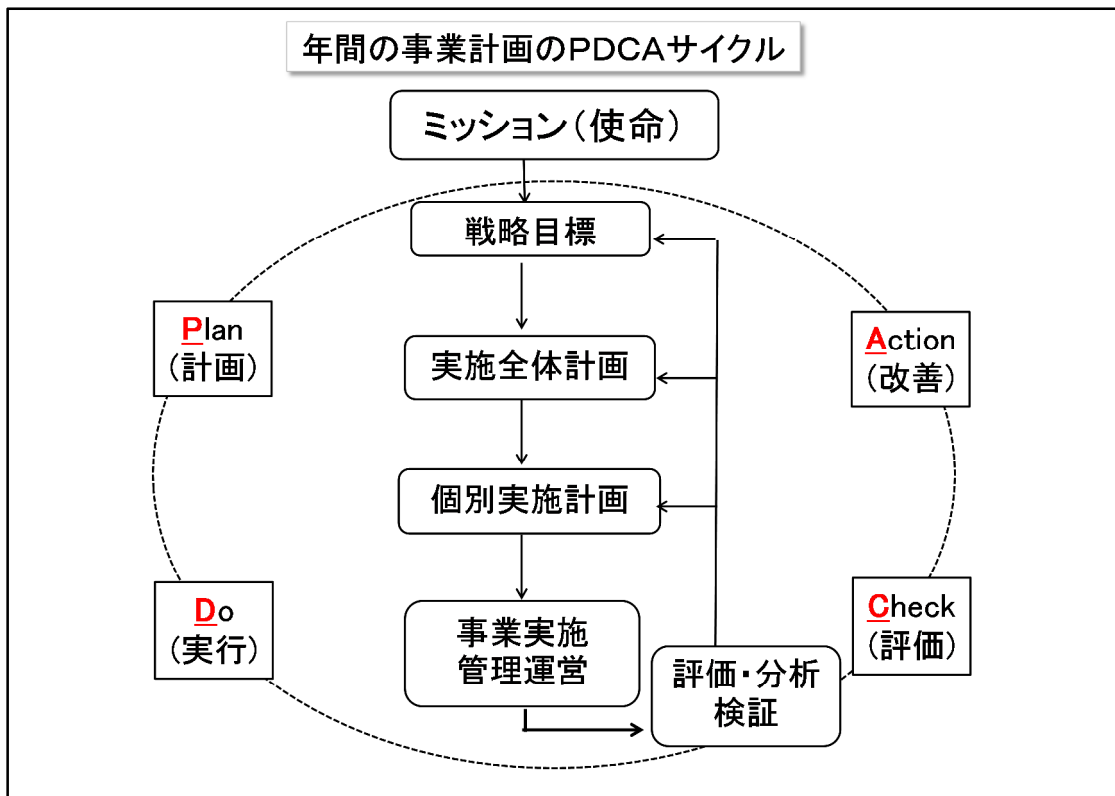 年間の事業計画のPDCAサイクル
ミッション（使命）
戦略目標
Plan
（計画）
Action
（改善）
実施全体計画
個別実施計画
Do
（実行）
Check
（評価）
事業実施
管理運営
評価・分析
検証